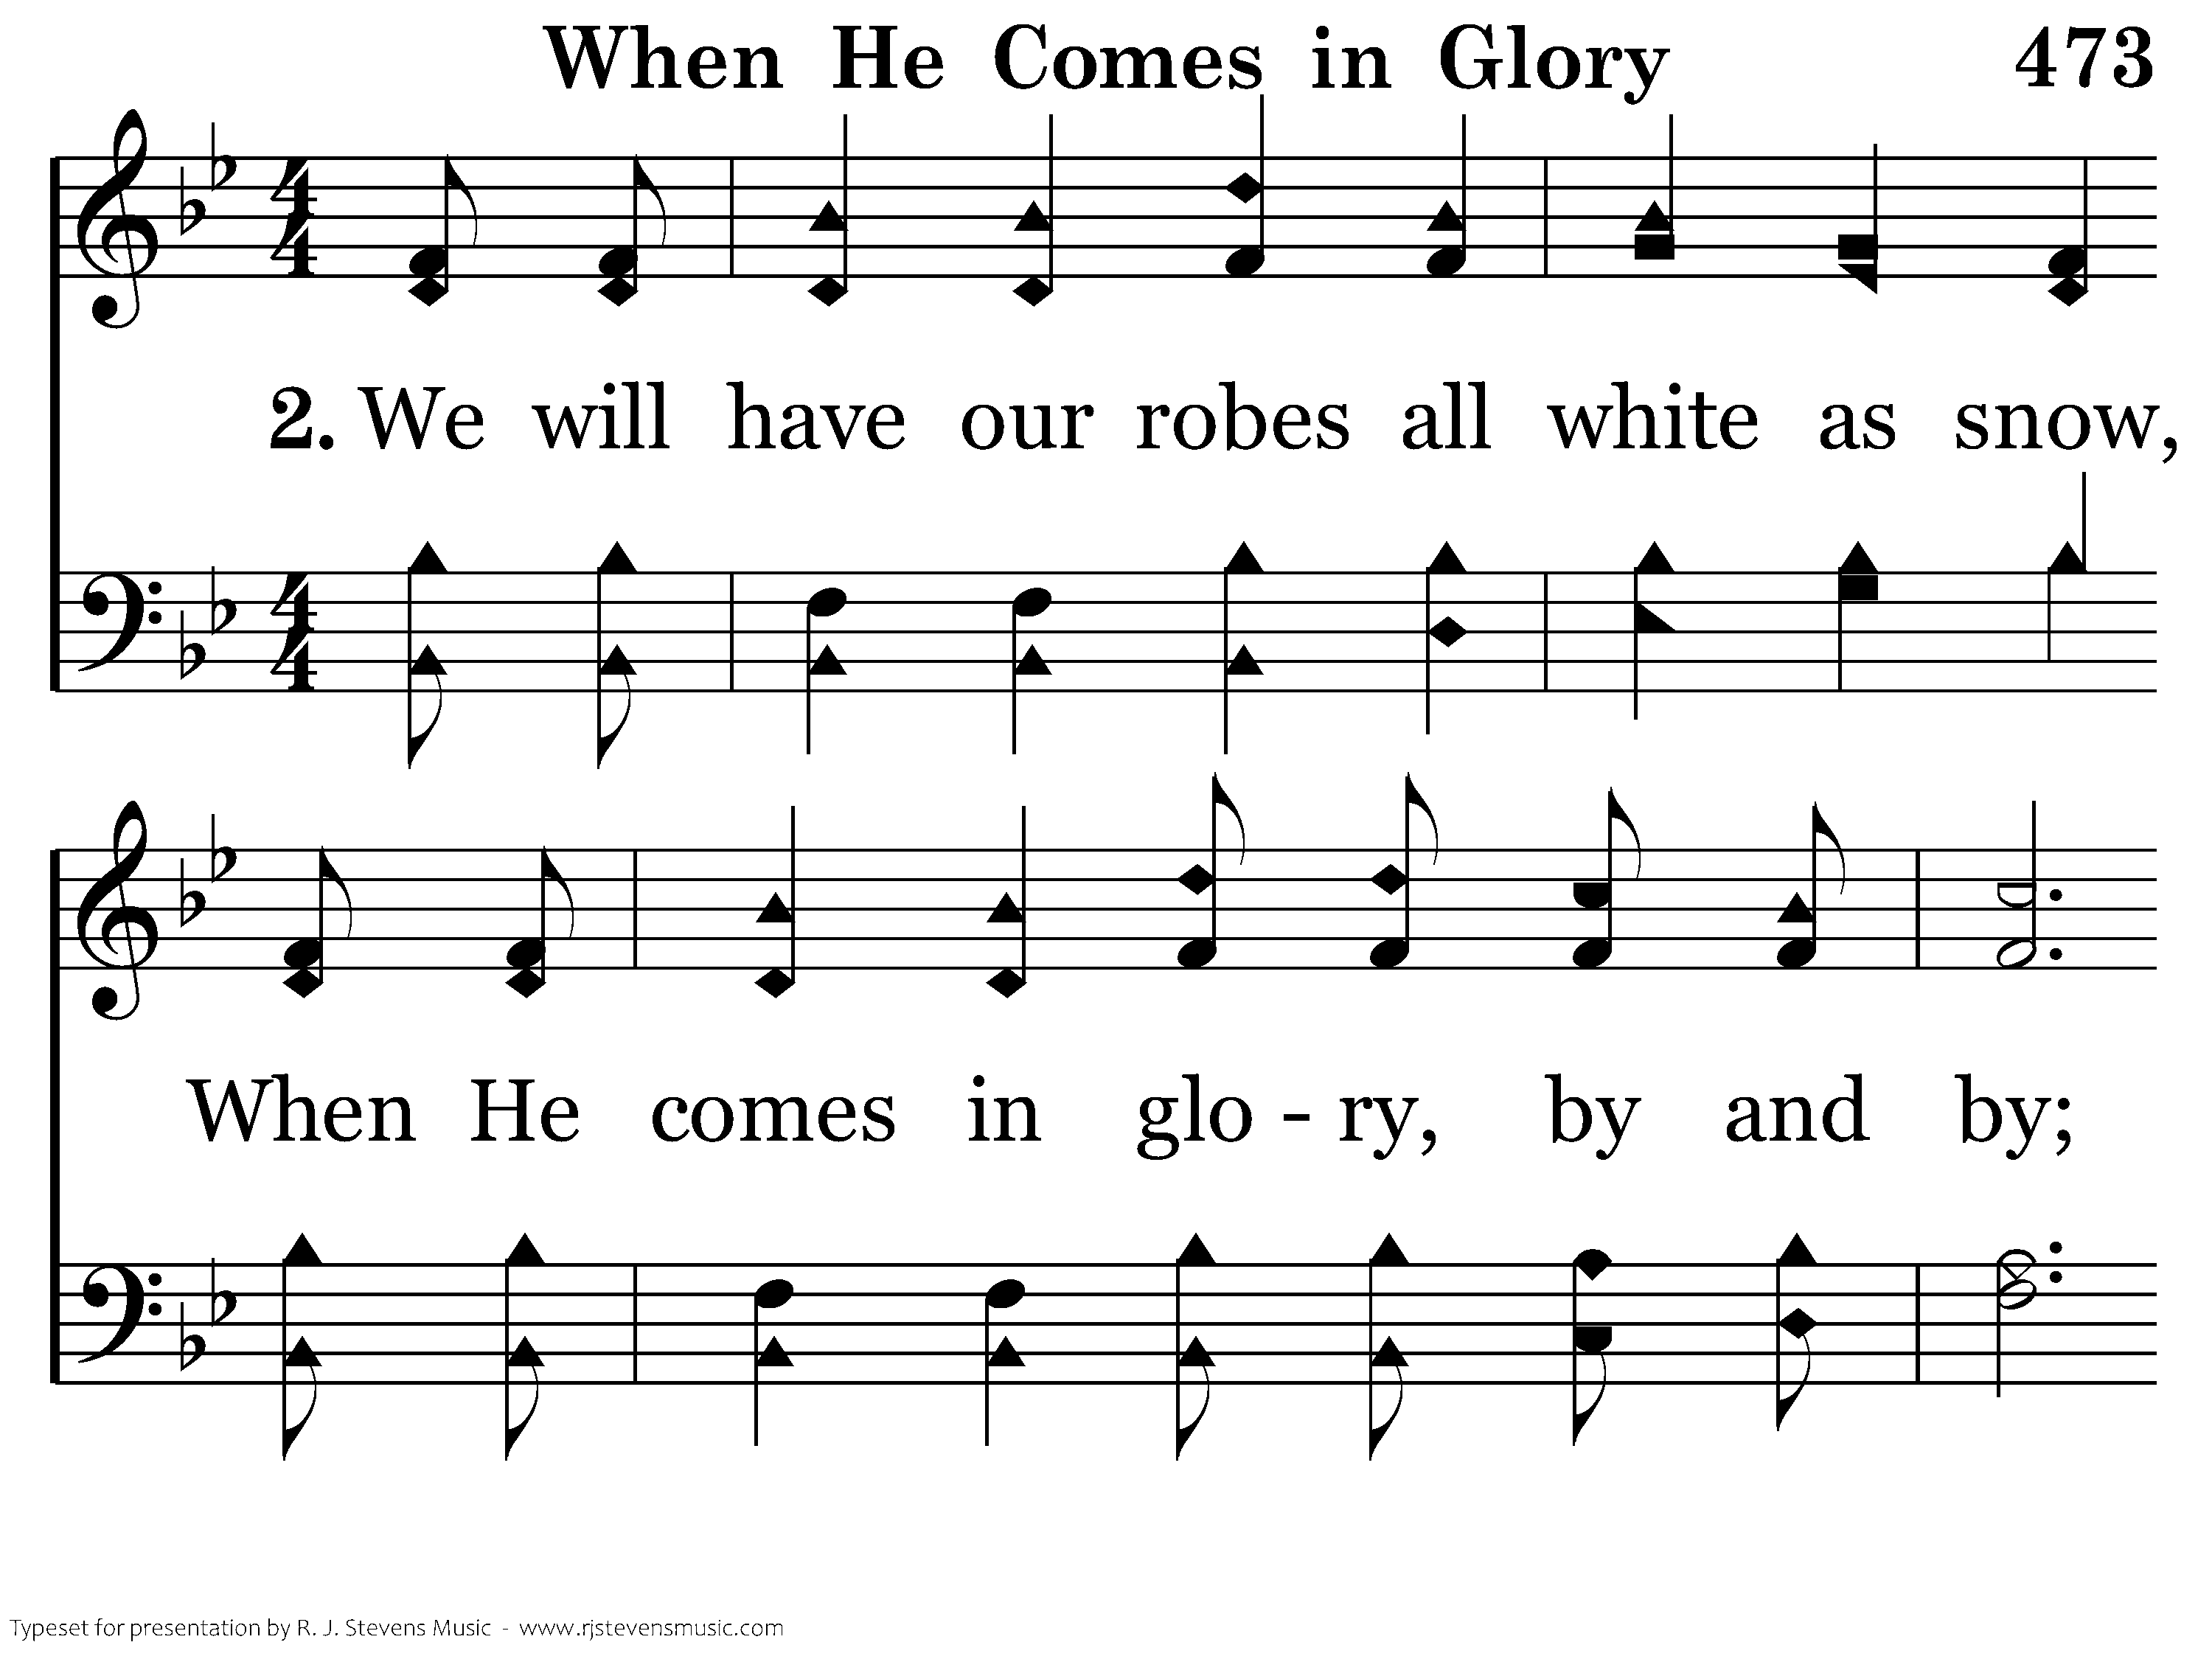 When He Comes in Glory 473
2. We will have our robes all white as snow,
When He comes in glo - ry, by and by;
Typeset for presentation by R. J. Stevens Music - www.rjstevensmusic.com